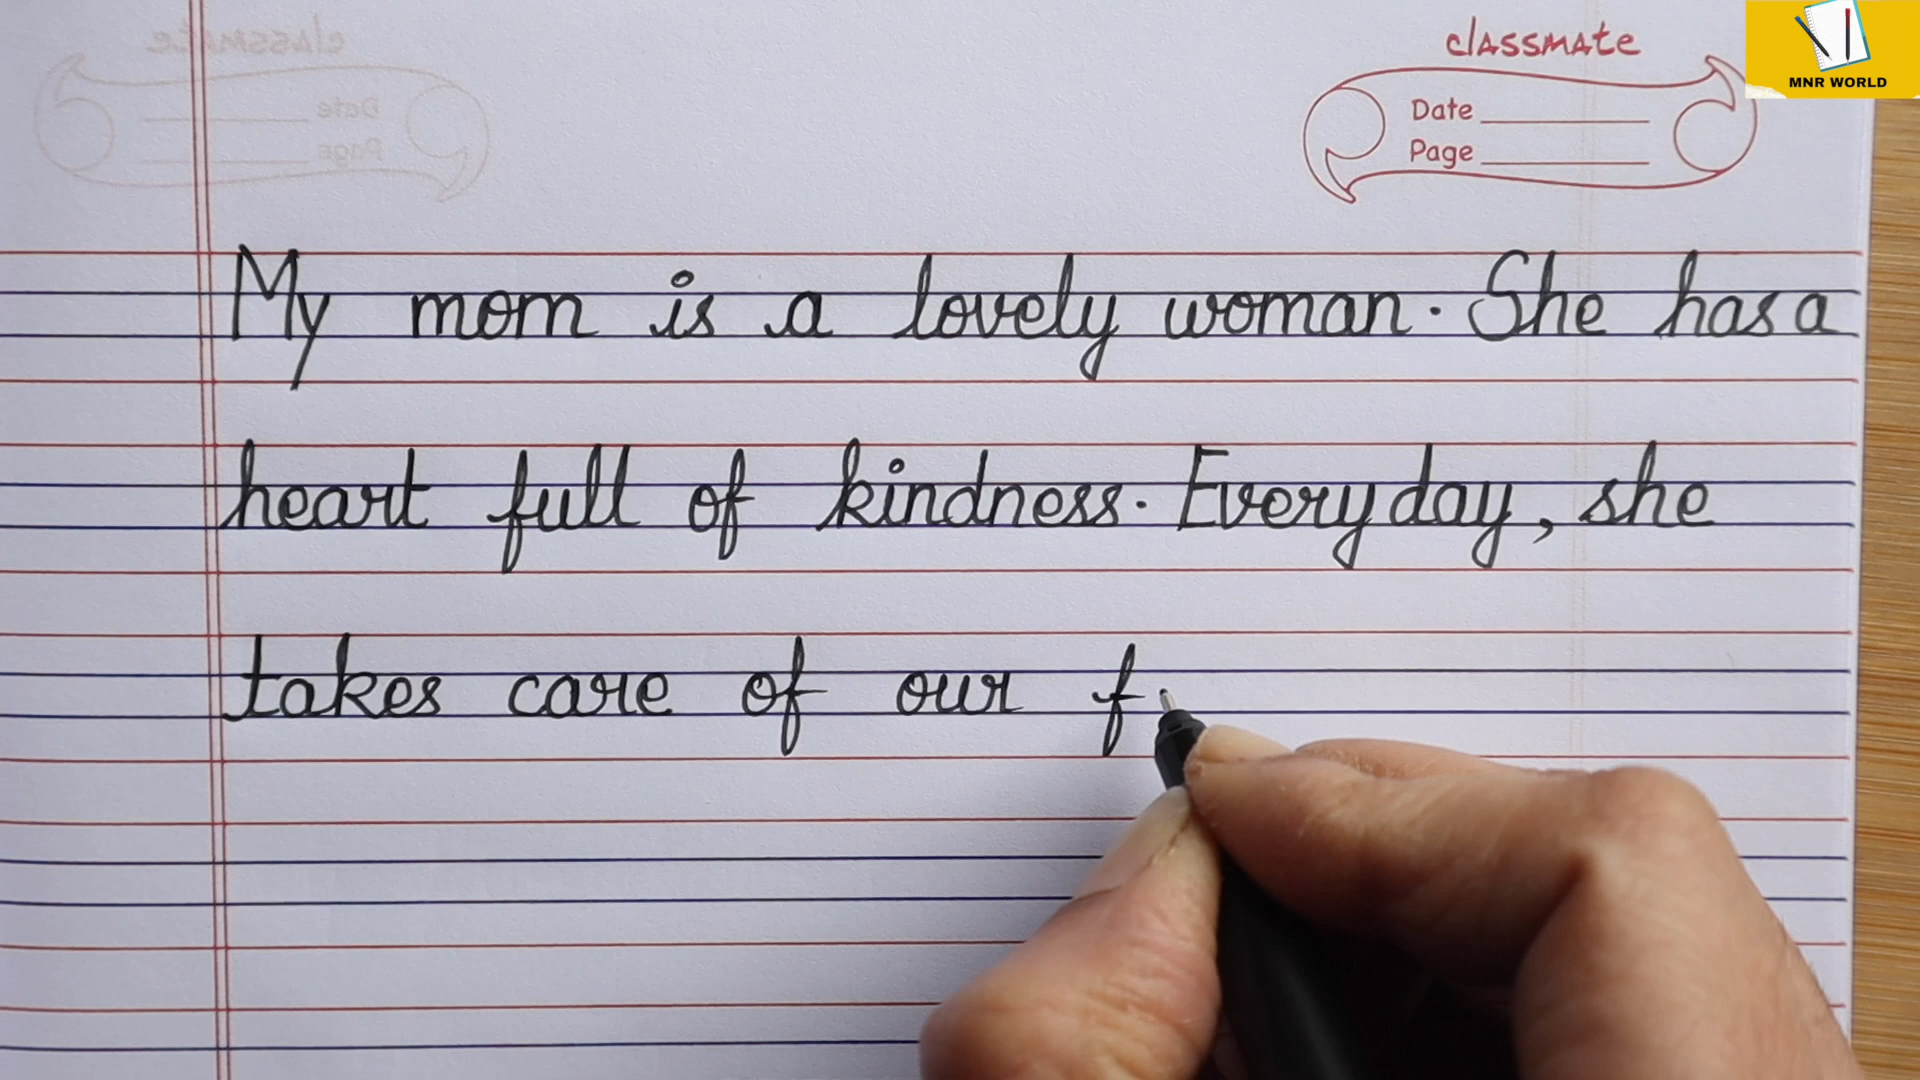 classmate
MNR WORLD
Date
Page
My mom is a lovely woman. She has a
heart full of kindness. Everyday, she
takes care of our f